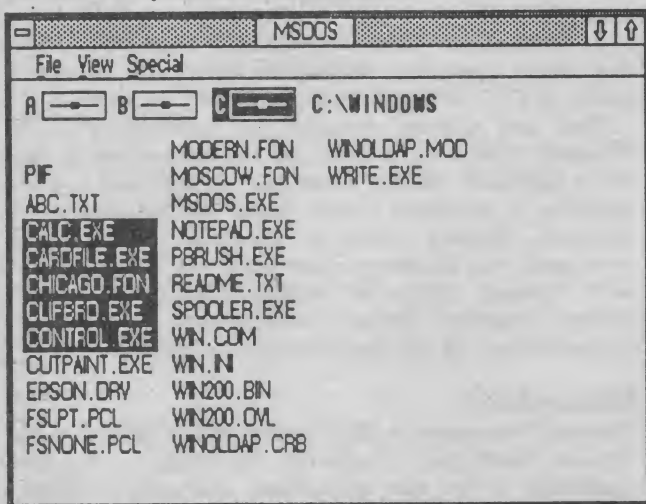 MSDOS
File View Special
A B C C:\WINDOWS
PIF
ABC.TXT
CALC.EXE
CARDFILE.EXE
CHICAGO.FON
CLIPBRD.EXE
CONTROL.EXE
CUTPAINT.EXE
EPSON.DRV
FSLPT.PCL
FSNONE.PCL
MODERN.FON
MOSCOW.FON
MSDOS.EXE
NOTEPAD.EXE
PBRUSH.EXE
README.TXT
SPOOLER.EXE
WIN.COM
WIN.INI
WIN200.BIN
WIN200.OVL
WINOLDAP.GRB
WINOLDAP.MOD
WRITE.EXE